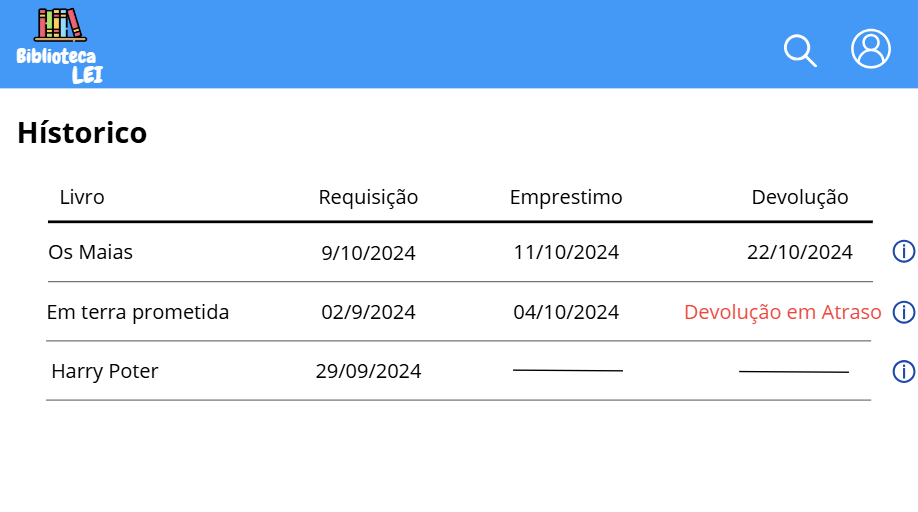 Biblioteca
LEI
Hístorico
Livro Requisição Emprestimo Devolução
Os Maias 9/10/2024 11/10/2024 22/10/2024
Em terra prometida 02/9/2024 04/10/2024 Devolução em Atraso
Harry Poter 29/09/2024